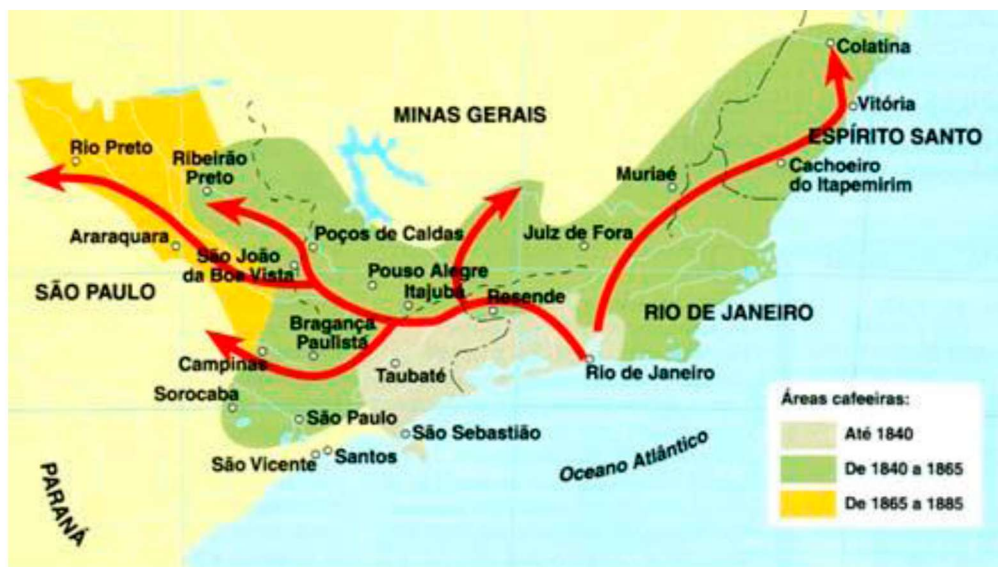 Colatina
MINAS GERAIS
Vitória
ESPÍRITO SANTO
Rio Preto
Ribeirão
Preto
Muriaé
Cachoeiro
do Itapemirim
Araraquara
Poços de Caldas
Juiz de Fora
São João
da Boa Vista
Pouso Alegre
SÃO PAULO
Itajubá
Resende
RIO DE JANEIRO
Bragança
Paulista
Campinas
Taubaté
Rio de Janeiro
Sorocaba
São Paulo
São Sebastião
São Vicente
Santos
Oceano Atlântico
PARANÁ
Áreas cafeeiras:
Até 1840
De 1840 a 1865
De 1865 a 1885